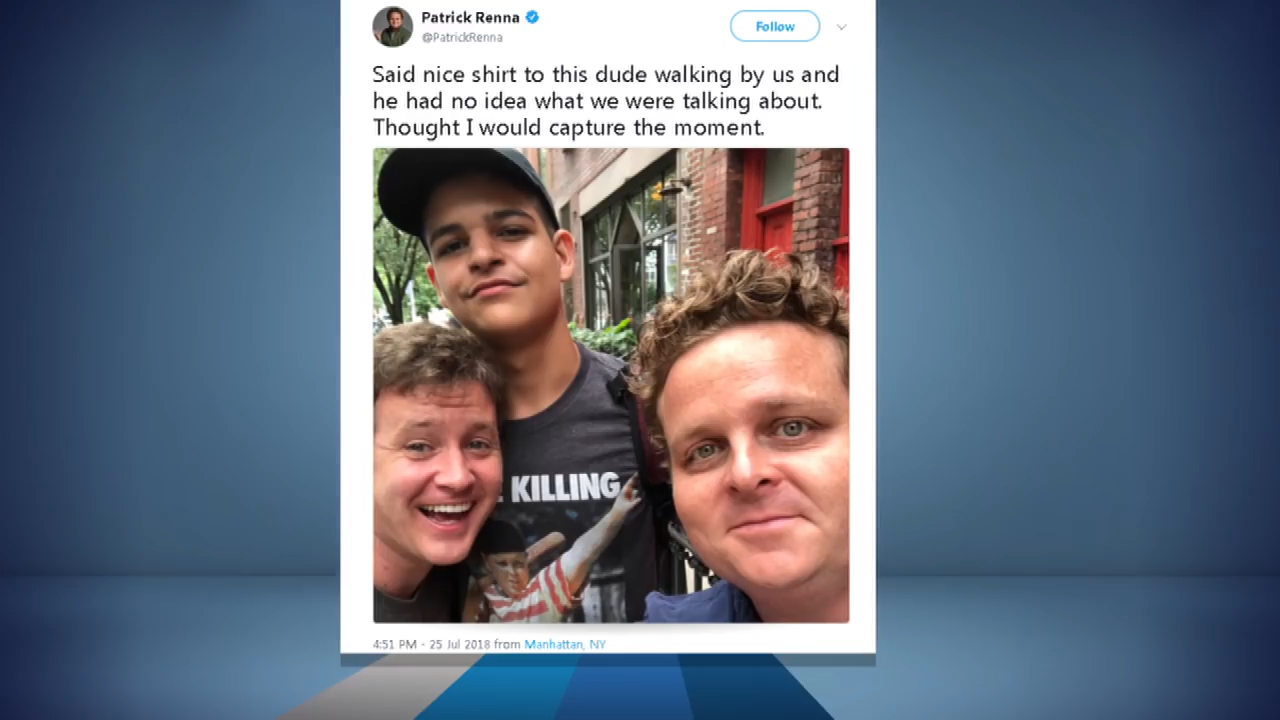 Patrick Renna
@PatrickRenna
Follow
Said nice shirt to this dude walking by us and
he had no idea what we were talking about.
Thought I would capture the moment.
KILLING
4:51 PM - 25 Jul 2018 from Manhattan, NY